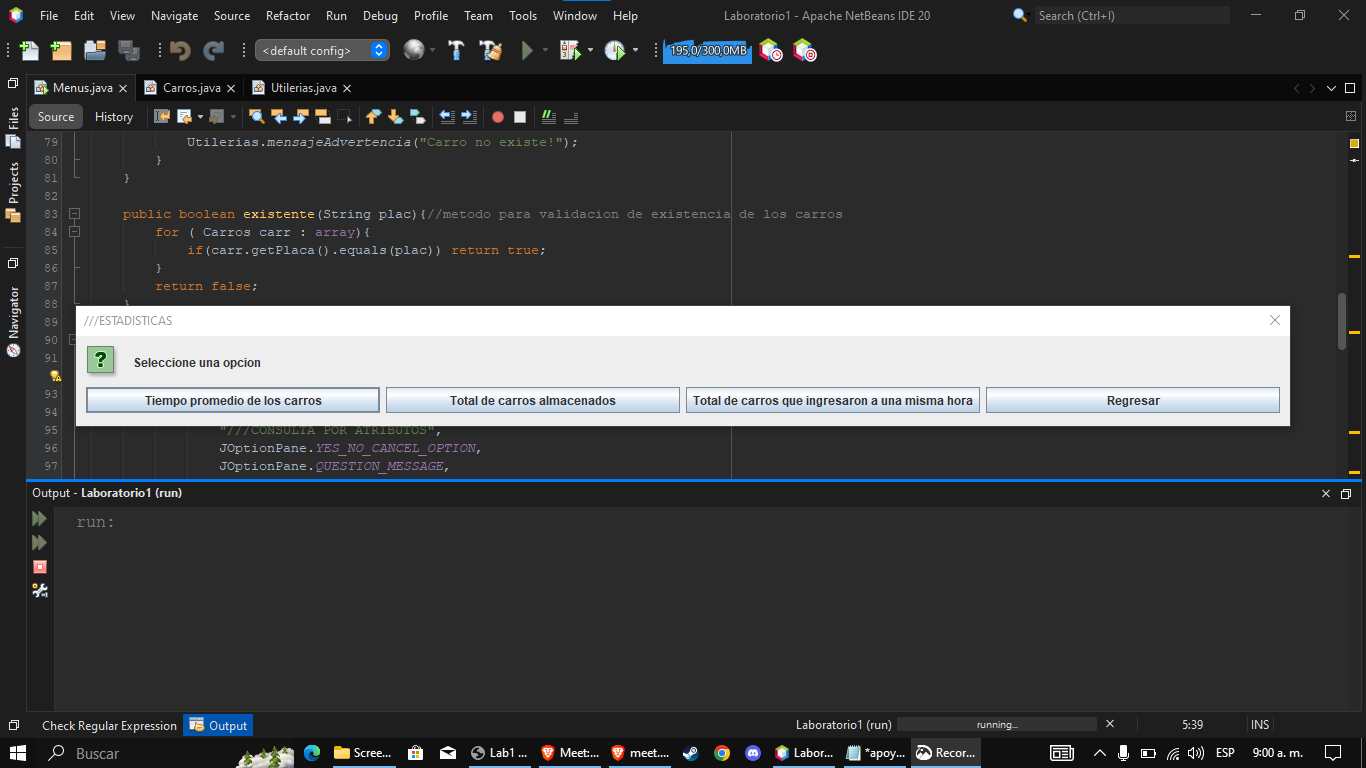 File Edit View Navigate Source Refactor Run Debug Profile Team Tools Window Help Laboratorio1 - Apache NetBeans IDE 20 Search (Ctrl+I)
<default config> 195,0/300,0MB
Menus.java Carros.java Utilerias.java
Source History
Files
Projects
Navigator
79 Utilerias.mensajeAdvertencia("Carro no existe!");
80 }
81 }
82
83 public boolean existente(String plac){//metodo para validacion de existencia de los carros
84 for ( Carros carr : array){
85 if(carr.getPlaca().equals(plac)) return true;
86 }
87 return false;
88 }
89
90
91
93
94
95 "///CONSULTA POR ATRIBUTOS",
96 JOptionPane.YES_NO_CANCEL_OPTION,
97 JOptionPane.QUESTION_MESSAGE,
///ESTADISTICAS
? Seleccione una opcion
Tiempo promedio de los carros Total de carros almacenados Total de carros que ingresaron a una misma hora Regresar
Output - Laboratorio1 (run)
run:
Check Regular Expression Output Laboratorio1 (run) running... 5:39 INS
Buscar Scree... Lab1 ... Meet:... meet.... Labor... *apoy... Recor... ESP 9:00 a. m.